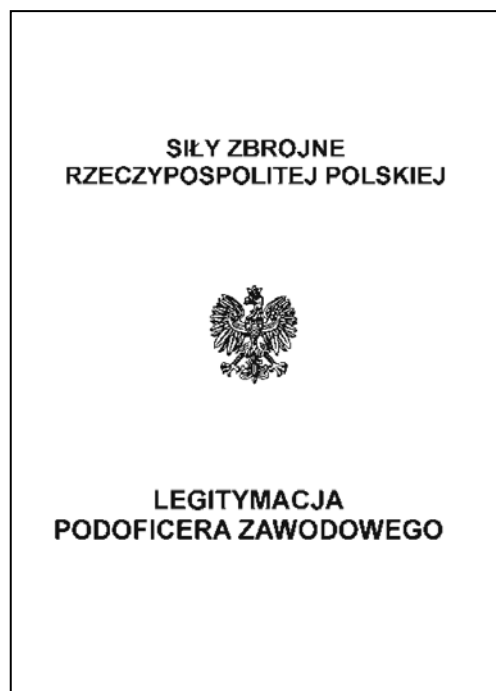 SIŁY ZBROJNE
RZECZYPOSPOLITEJ POLSKIEJ
LEGITYMACJA
PODOFICERA ZAWODOWEGO